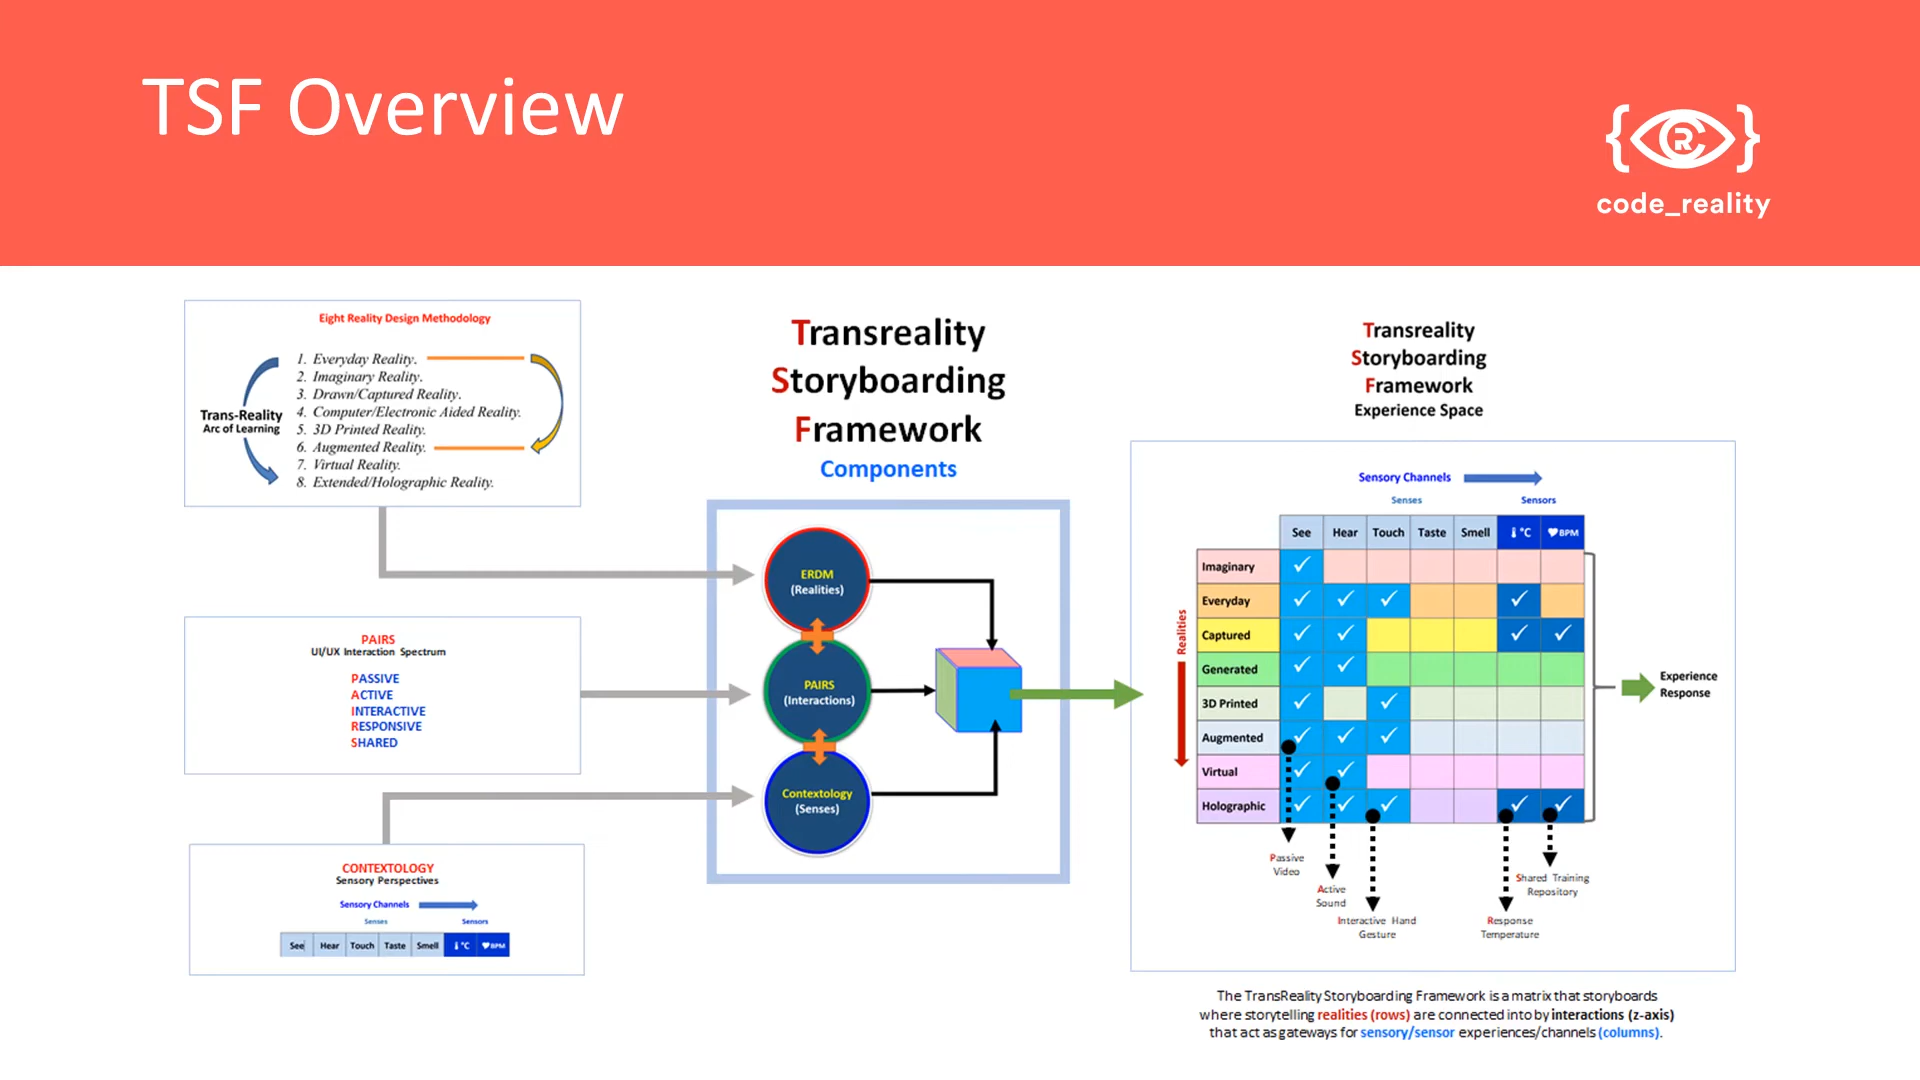 TSF Overview
code_reality
Eight Reality Design Methodology
Trans-Reality
Arc of Learning
1. Everyday Reality.
2. Imaginary Reality.
3. Drawn/Captured Reality.
4. Computer/Electronic Aided Reality.
5. 3D Printed Reality.
6. Augmented Reality.
7. Virtual Reality.
8. Extended/Holographic Reality.
PAIRS
UI/UX Interaction Spectrum
PASSIVE
ACTIVE
INTERACTIVE
RESPONSIVE
SHARED
CONTEXTOLOGY
Sensory Perspectives
Sensory Channels
Senses Sensors
See Hear Touch Taste Smell °C BPM
Transreality
Storyboarding
Framework
Components
ERDM
(Realities)
PAIRS
(Interactions)
Contextology
(Senses)
Transreality
Storyboarding
Framework
Experience Space
Sensory Channels
Senses Sensors
See Hear Touch Taste Smell °C BPM
Realities
Imaginary
Everyday
Captured
Generated
3D Printed
Augmented
Virtual
Holographic
Experience
Response
Passive
Video
Active
Sound
Interactive Hand
Gesture
Response
Temperature
Shared Training
Repository
The TransReality Storyboarding Framework is a matrix that storyboards
where storytelling realities (rows) are connected into by interactions (z-axis)
that act as gateways for sensory/sensor experiences/channels (columns).